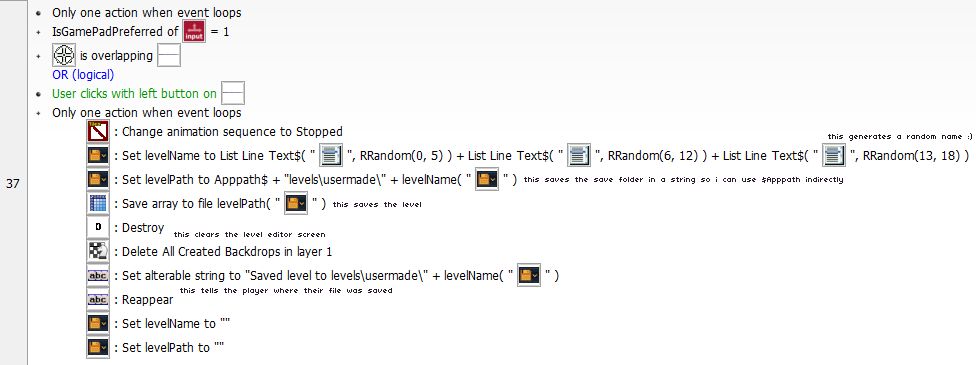 Only one action when event loops
IsGamePadPreferred of input = 1
is overlapping
OR (logical)
User clicks with left button on
Only one action when event loops
: Change animation sequence to Stopped
this generates a random name :)
: Set levelName to List Line Text$( " ", RRandom(0, 5) ) + List Line Text$( " ", RRandom(6, 12) ) + List Line Text$( " ", RRandom(13, 18) )
37
: Set levelPath to Apppath$ + "levels\usermade\" + levelName( " " ) this saves the save folder in a string so i can use $Apppath indirectly
: Save array to file levelPath( " " ) this saves the level
D : Destroy
this clears the level editor screen
: Delete All Created Backdrops in layer 1
abc : Set alterable string to "Saved level to levels\usermade\" + levelName( " " )
this tells the player where their file was saved
abc : Reappear
: Set levelName to ""
: Set levelPath to ""